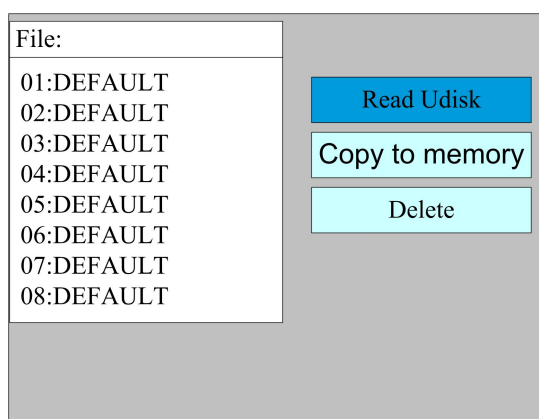 File:
01:DEFAULT
02:DEFAULT
03:DEFAULT
04:DEFAULT
05:DEFAULT
06:DEFAULT
07:DEFAULT
08:DEFAULT
Read Udisk
Copy to memory
Delete